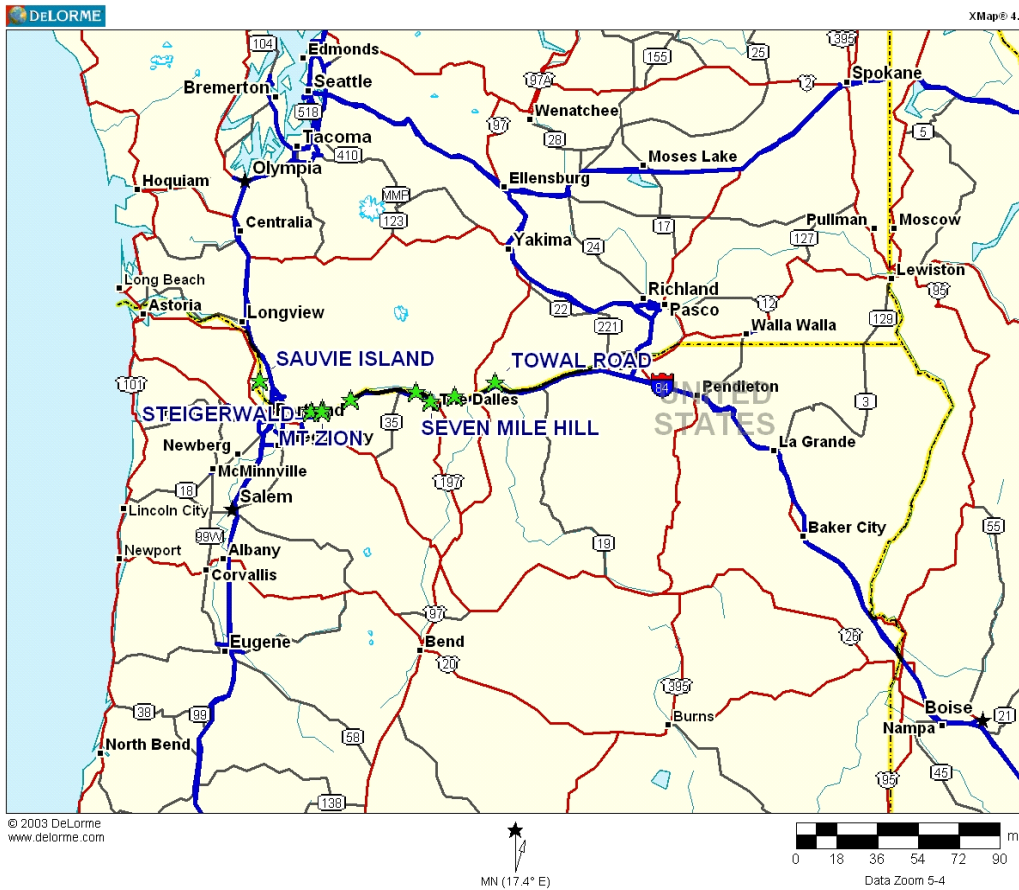 DELORME
XMap® 4.
104
Edmonds
155
25
395
Bremerton
Seattle
97A
2
Spokane
518
Wenatchee
97
Tacoma
28
5
410
Moses Lake
Olympia
Hoquiam
Ellensburg
MMP
123
Centralia
17
Pullman
Moscow
127
Yakima
24
Long Beach
Richland
Lewiston
95
Astoria
Longview
22
Pasco
12
221
Walla Walla
129
SAUVIE ISLAND
TOWAL ROAD
101
84
UNITED
STATES
Pendleton
The Dalles
3
STEIGERWALD
35
SEVEN MILE HILL
MT ZION
Newberg
La Grande
McMinnville
197
18
Salem
Lincoln City
55
99W
Baker City
Newport
Albany
19
Corvallis
97
26
Eugene
Bend
20
395
38
99
Burns
Boise
21
Nampa
58
North Bend
95
45
138
© 2003 DeLorme
www.delorme.com
MN (17.4° E)
0 18 36 54 72 90
Data Zoom 5-4